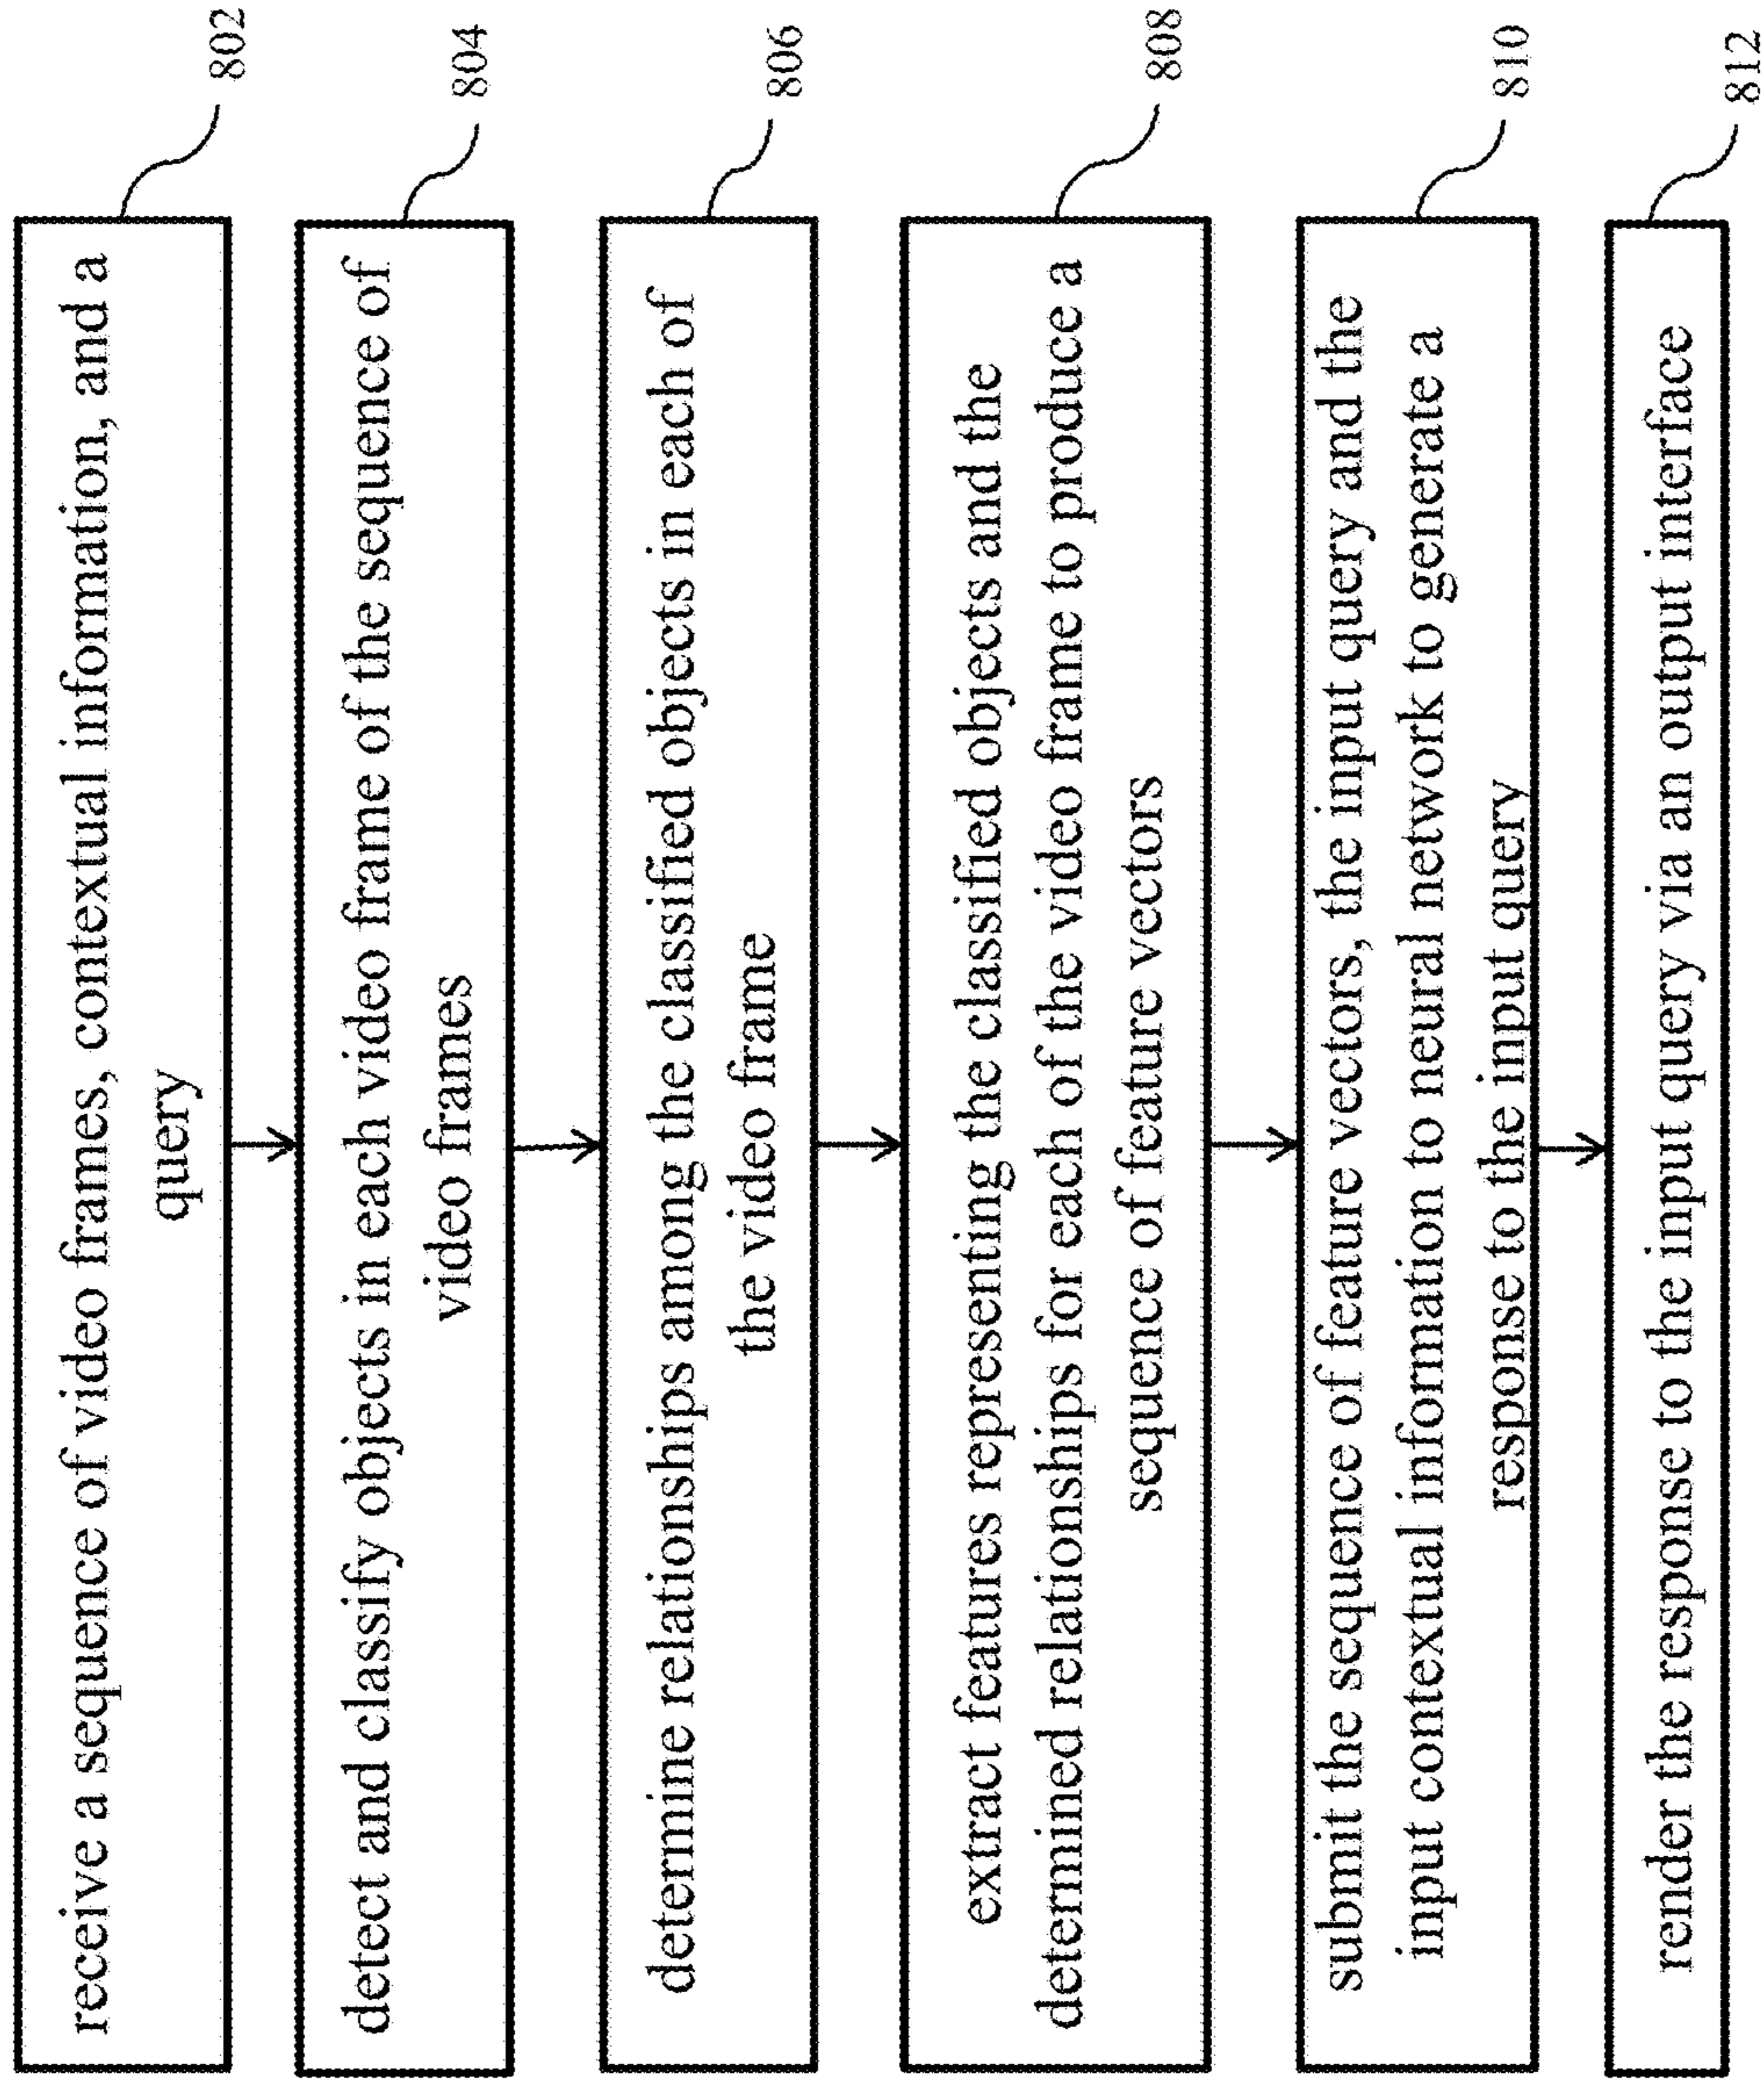 receive a sequence of video frames, contextual information, and a
query
802
detect and classify objects in each video frame of the sequence of
video frames
804
determine relationships among the classified objects in each of
the video frame
806
extract features representing the classified objects and the
determined relationships for each of the video frame to produce a
sequence of feature vectors
808
submit the sequence of feature vectors, the input query and the
input contextual information to neural network to generate a
response to the input query
810
render the response to the input query via an output interface
812